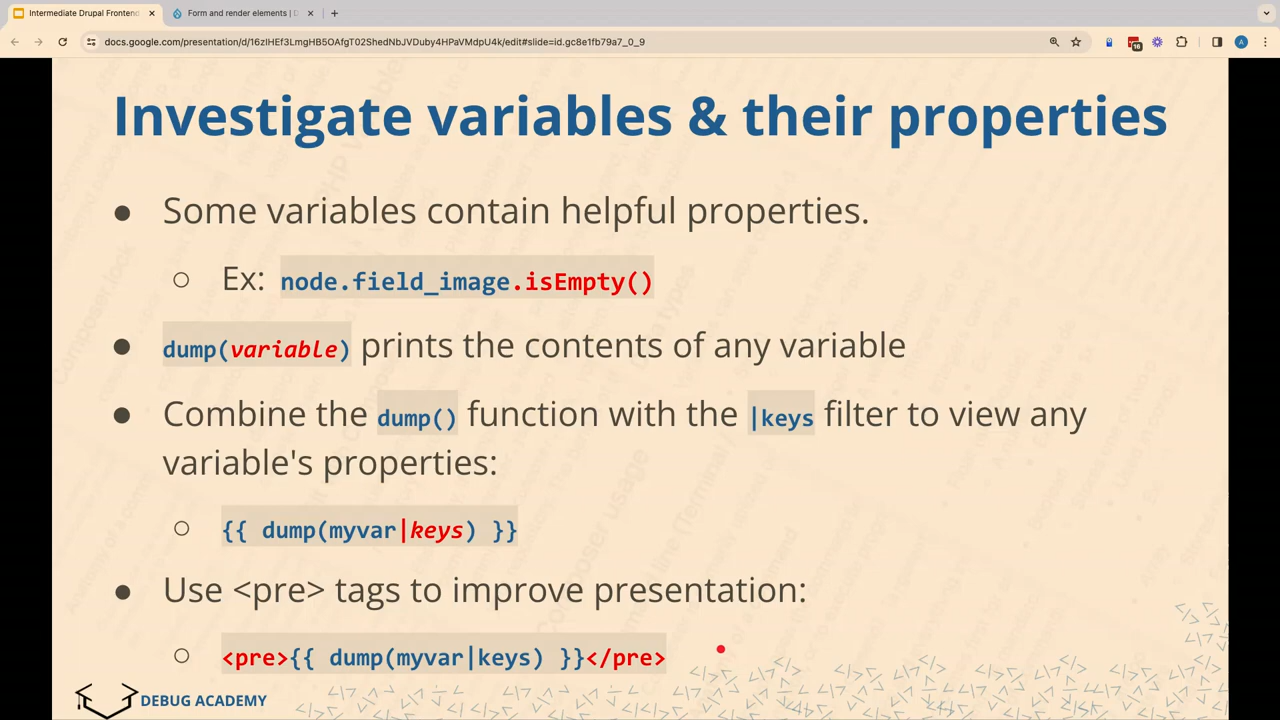 Intermediate Drupal Frontend
Form and render elements | D
docs.google.com/presentation/d/16zIHEf3LmgHB5OAfgT02ShedNbJVDuby4HPaVMdpU4k/edit#slide=id.gc8e1fb79a7_0_9
16
A
Investigate variables & their properties
● Some variables contain helpful properties.
○ Ex: node.field_image.isEmpty()
● dump(variable) prints the contents of any variable
● Combine the dump() function with the |keys filter to view any
variable's properties:
○ {{ dump(myvar|keys) }}
● Use <pre> tags to improve presentation:
○ <pre>{{ dump(myvar|keys) }}</pre>
DEBUG ACADEMY